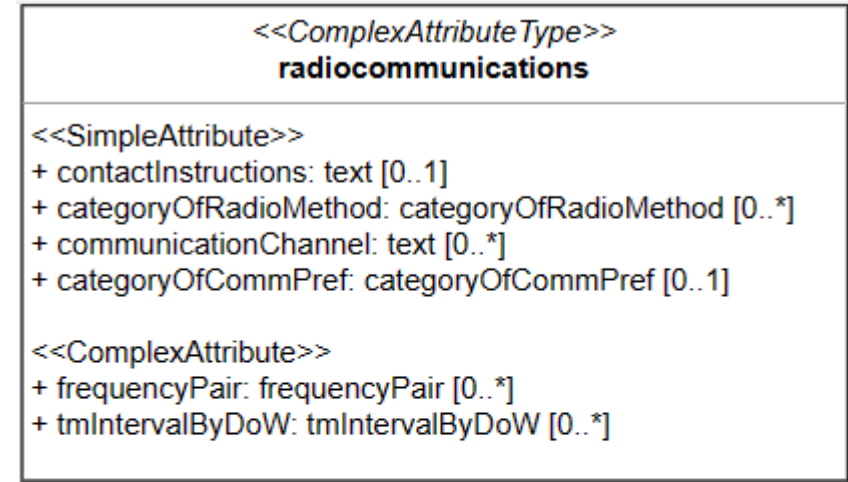 <<ComplexAttributeType>>
radiocommunications
<<SimpleAttribute>>
+ contactInstructions: text [0..1]
+ categoryOfRadioMethod: categoryOfRadioMethod [0..*]
+ communicationChannel: text [0..*]
+ categoryOfCommPref: categoryOfCommPref [0..1]
<<ComplexAttribute>>
+ frequencyPair: frequencyPair [0..*]
+ tmIntervalByDoW: tmIntervalByDoW [0..*]